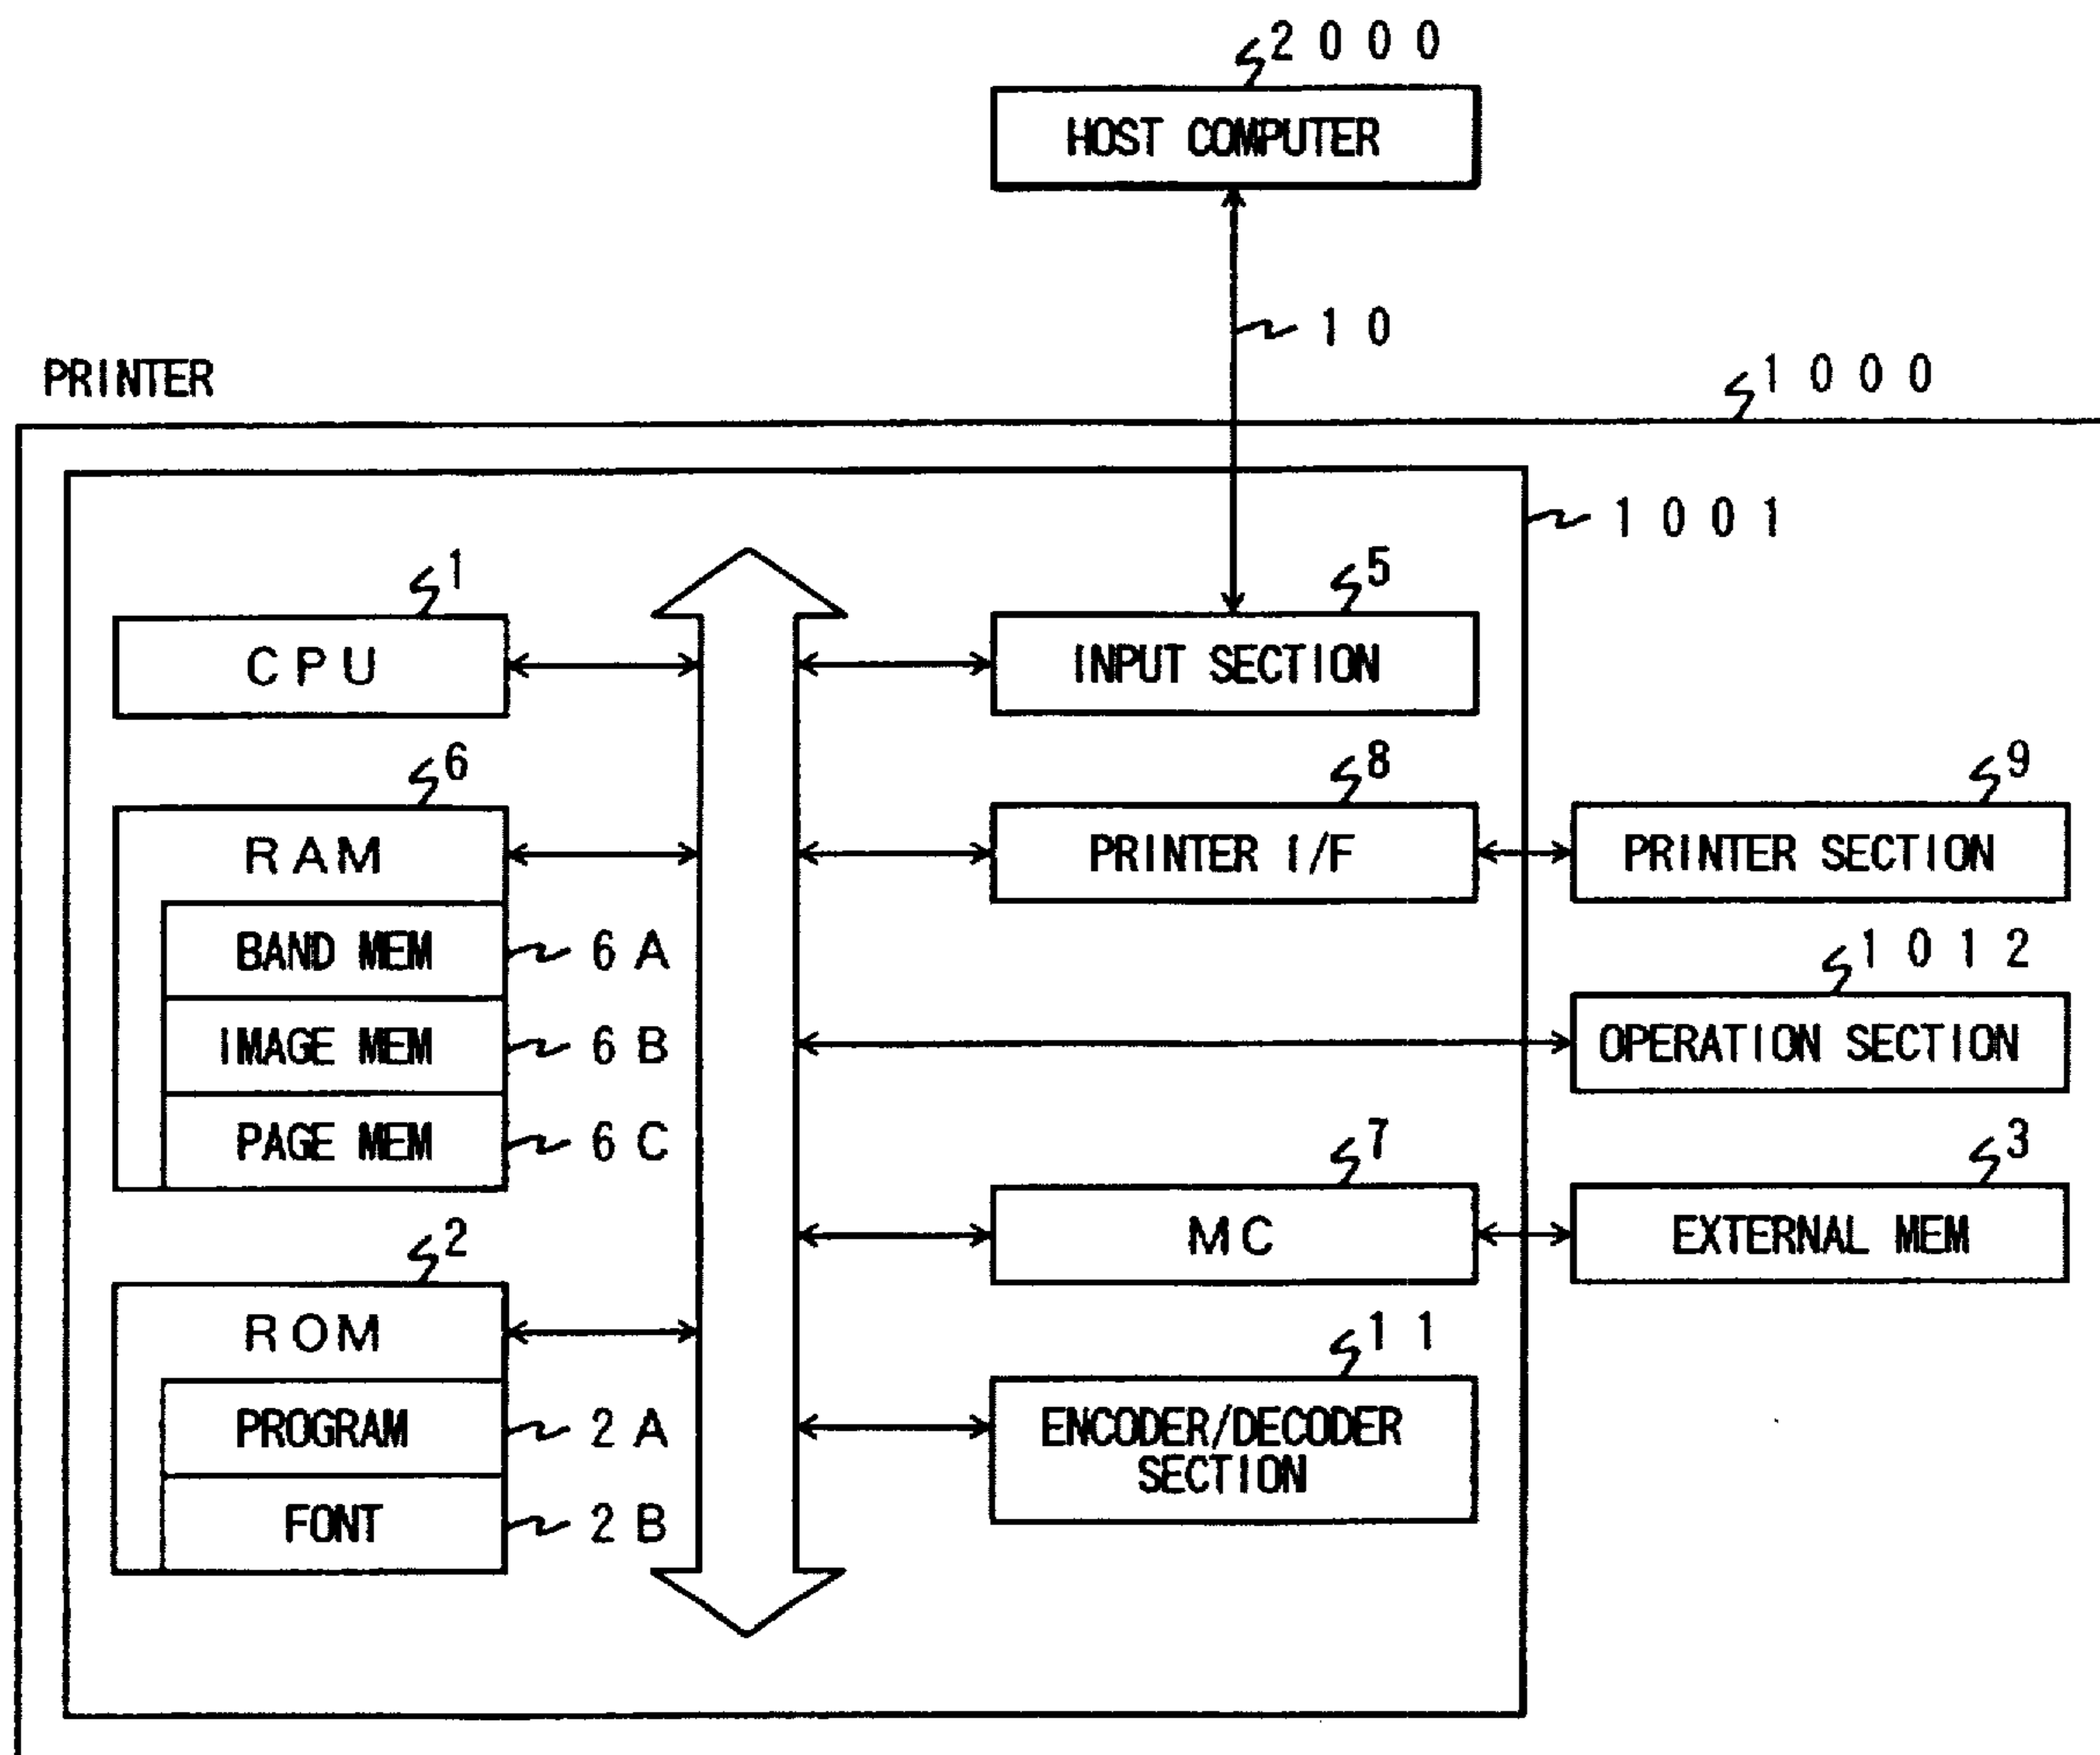 2000
HOST COMPUTER
10
PRINTER
1000
1001
1
CPU
5
INPUT SECTION
6
RAM
8
PRINTER I/F
9
PRINTER SECTION
BAND MEM
6A
1012
OPERATION SECTION
IMAGE MEM
6B
PAGE MEM
6C
7
MC
3
EXTERNAL MEM
2
ROM
11
ENCODER/DECODER
SECTION
PROGRAM
2A
FONT
2B